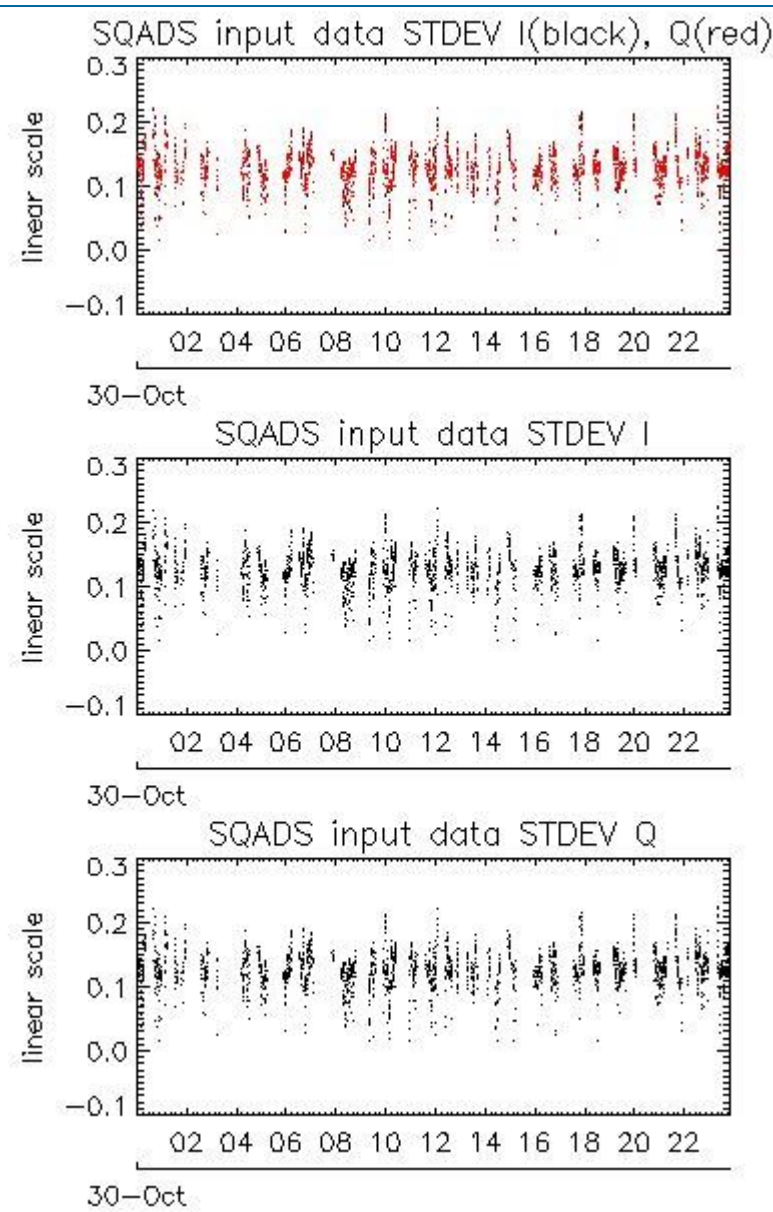 SQADS input data STDEV I(black), Q(red)
0.3
0.2
0.1
0.0
−0.1
linear scale
02 04 06 08 10 12 14 16 18 20 22
30−Oct
SQADS input data STDEV I
0.3
0.2
0.1
0.0
−0.1
linear scale
02 04 06 08 10 12 14 16 18 20 22
30−Oct
SQADS input data STDEV Q
0.3
0.2
0.1
0.0
−0.1
linear scale
02 04 06 08 10 12 14 16 18 20 22
30−Oct